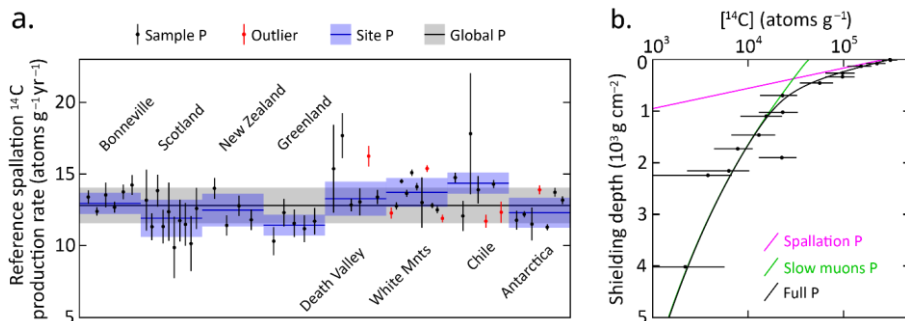 a.
Sample P
Outlier
Site P
Global P
Reference spallation ¹⁴C
production rate (atoms g⁻¹yr⁻¹)
20
15
10
5
Bonneville
Scotland
New Zealand
Greenland
Death Valley
White Mnts
Chile
Antarctica
b.
[¹⁴C] (atoms g⁻¹)
10³
10⁴
10⁵
Shielding depth (10³ g cm⁻²)
0
1
2
3
4
5
Spallation P
Slow muons P
Full P